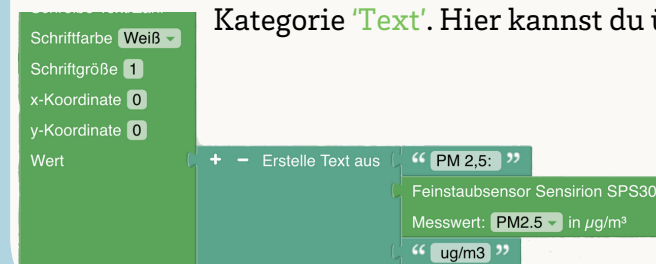 Kategorie ‘Text’. Hier kannst du
Schriftfarbe Weiß
Schriftgröße 1
x-Koordinate 0
y-Koordinate 0
Wert
+ − Erstelle Text aus “ PM 2,5: ”
Feinstaubsensor Sensirion SPS30
Messwert: PM2.5 in µg/m³
“ ug/m3 ”